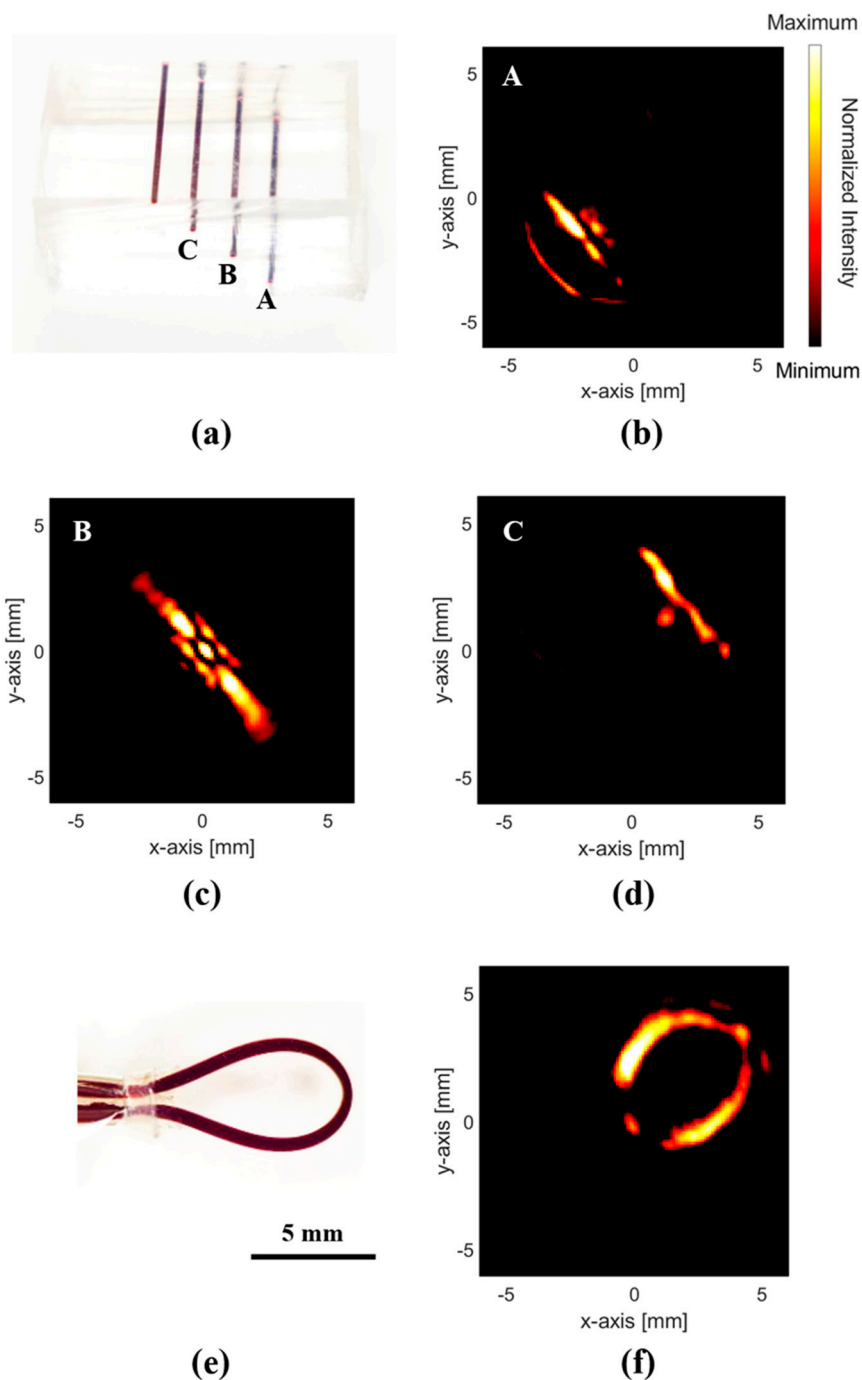 Maximum
A
5
0
-5
y-axis [mm]
-5 0 5
x-axis [mm]
Normalized Intensity
Minimum
C
B
A
(a) (b)
B
5
0
-5
y-axis [mm]
-5 0 5
x-axis [mm]
C
5
0
-5
y-axis [mm]
-5 0 5
x-axis [mm]
(c) (d)
5 mm
5
0
-5
y-axis [mm]
-5 0 5
x-axis [mm]
(e) (f)